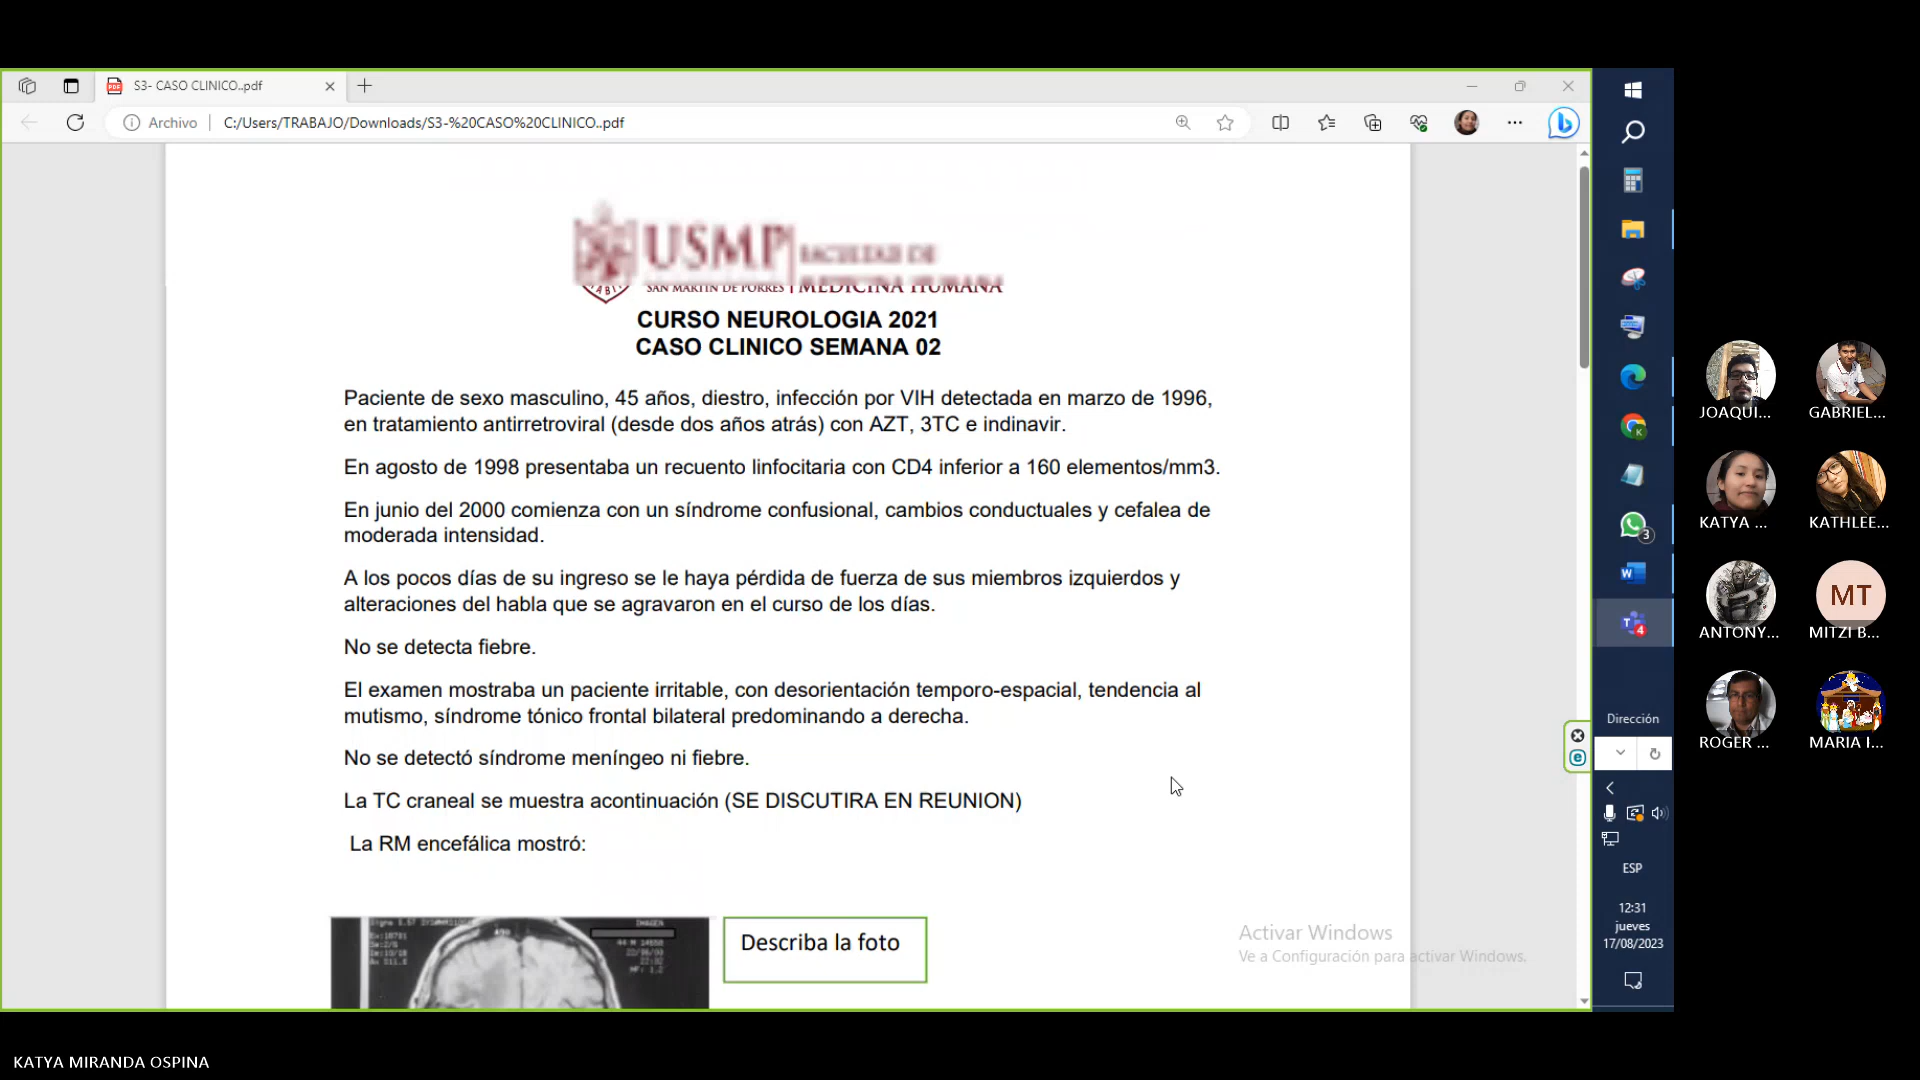 S3- CASO CLINICO..pdf
Archivo
C:/Users/TRABAJO/Downloads/S3-%20CASO%20CLINICO..pdf
USMP FACULTAD DE
SAN MARTIN DE PORRES | MEDICINA HUMANA
CURSO NEUROLOGIA 2021
CASO CLINICO SEMANA 02
Paciente de sexo masculino, 45 años, diestro, infección por VIH detectada en marzo de 1996,
en tratamiento antirretroviral (desde dos años atrás) con AZT, 3TC e indinavir.
En agosto de 1998 presentaba un recuento linfocitaria con CD4 inferior a 160 elementos/mm3.
En junio del 2000 comienza con un síndrome confusional, cambios conductuales y cefalea de
moderada intensidad.
A los pocos días de su ingreso se le haya pérdida de fuerza de sus miembros izquierdos y
alteraciones del habla que se agravaron en el curso de los días.
No se detecta fiebre.
El examen mostraba un paciente irritable, con desorientación temporo-espacial, tendencia al
mutismo, síndrome tónico frontal bilateral predominando a derecha.
No se detectó síndrome meníngeo ni fiebre.
La TC craneal se muestra acontinuación (SE DISCUTIRA EN REUNION)
La RM encefálica mostró:
Describa la foto
Activar Windows
Ve a Configuración para activar Windows.
3
4
Dirección
ESP
12:31
jueves
17/08/2023
JOAQUI...
GABRIEL...
KATYA ...
KATHLEE...
ANTONY...
MT
MITZI B...
ROGER ...
MARIA I...
KATYA MIRANDA OSPINA